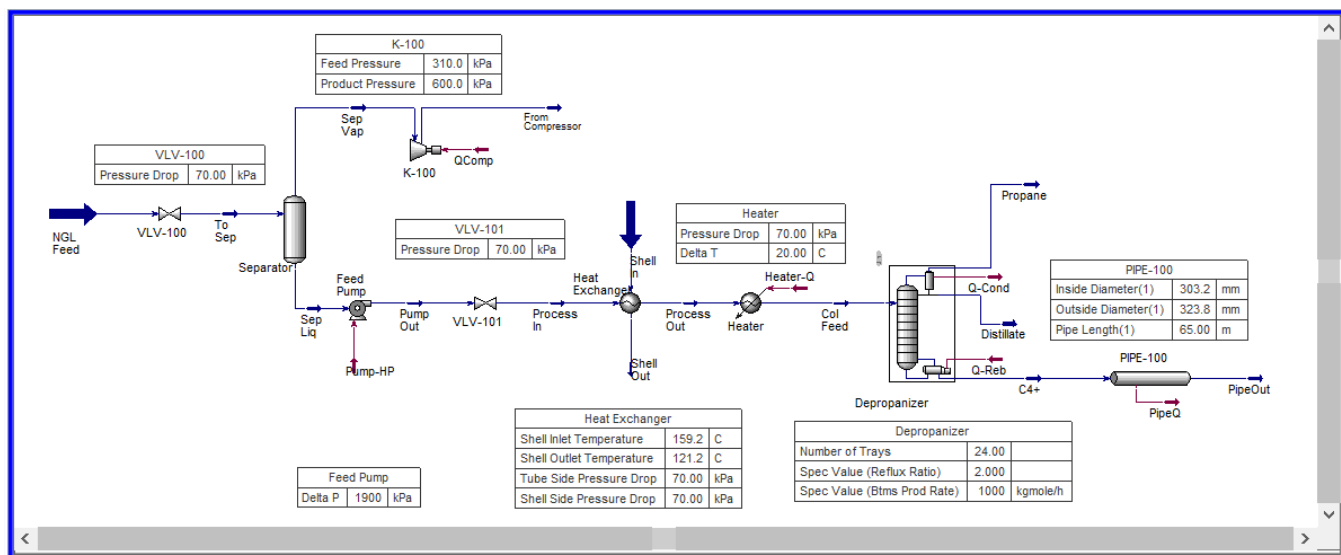 K-100
Feed Pressure 310.0 kPa
Product Pressure 600.0 kPa
Sep
Vap
From
Compressor
QComp
K-100
VLV-100
Pressure Drop 70.00 kPa
NGL
Feed
VLV-100
To
Sep
Separator
VLV-101
Pressure Drop 70.00 kPa
Feed
Pump
Sep
Liq
Pump
Out
VLV-101
Process
In
Pump-HP
Heat
Exchanger
Shell
In
Shell
Out
Process
Out
Heater
Pressure Drop 70.00 kPa
Delta T 20.00 C
Heater-Q
Heater
Col
Feed
Propane
Q-Cond
Distillate
Q-Reb
C4+
Depropanizer
PIPE-100
Inside Diameter(1) 303.2 mm
Outside Diameter(1) 323.8 mm
Pipe Length(1) 65.00 m
PIPE-100
PipeOut
PipeQ
Heat Exchanger
Shell Inlet Temperature 159.2 C
Shell Outlet Temperature 121.2 C
Tube Side Pressure Drop 70.00 kPa
Shell Side Pressure Drop 70.00 kPa
Depropanizer
Number of Trays 24.00
Spec Value (Reflux Ratio) 2.000
Spec Value (Btms Prod Rate) 1000 kgmole/h
Feed Pump
Delta P 1900 kPa